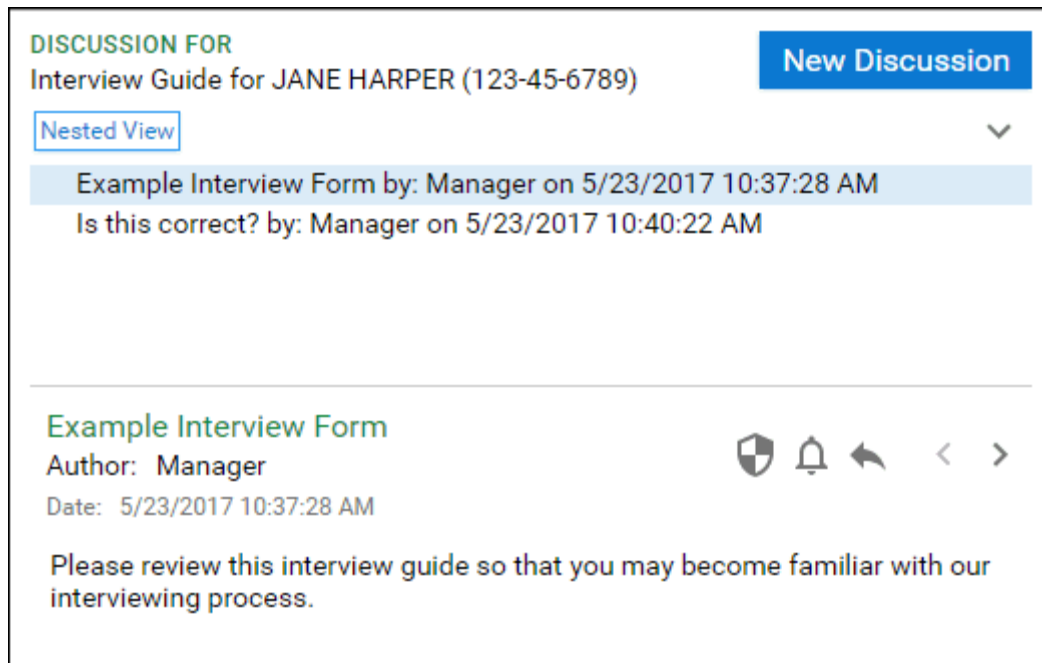 DISCUSSION FOR
New Discussion
Interview Guide for JANE HARPER (123-45-6789)
Nested View
Example Interview Form by: Manager on 5/23/2017 10:37:28 AM
Is this correct? by: Manager on 5/23/2017 10:40:22 AM
Example Interview Form
Author: Manager
Date: 5/23/2017 10:37:28 AM
Please review this interview guide so that you may become familiar with our
interviewing process.